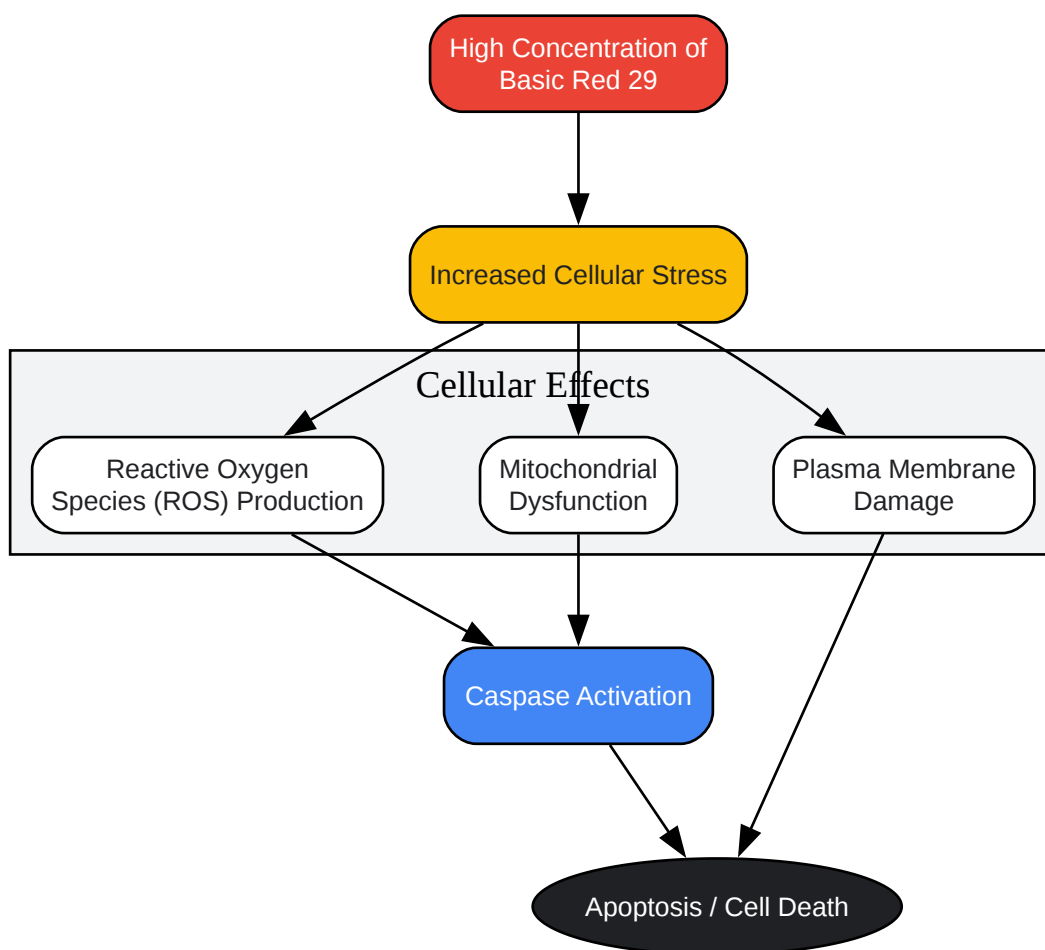 High Concentration of
Basic Red 29
Increased Cellular Stress
Cellular Effects
Reactive Oxygen
Species (ROS) Production
Mitochondrial
Dysfunction
Plasma Membrane
Damage
Caspase Activation
Apoptosis / Cell Death